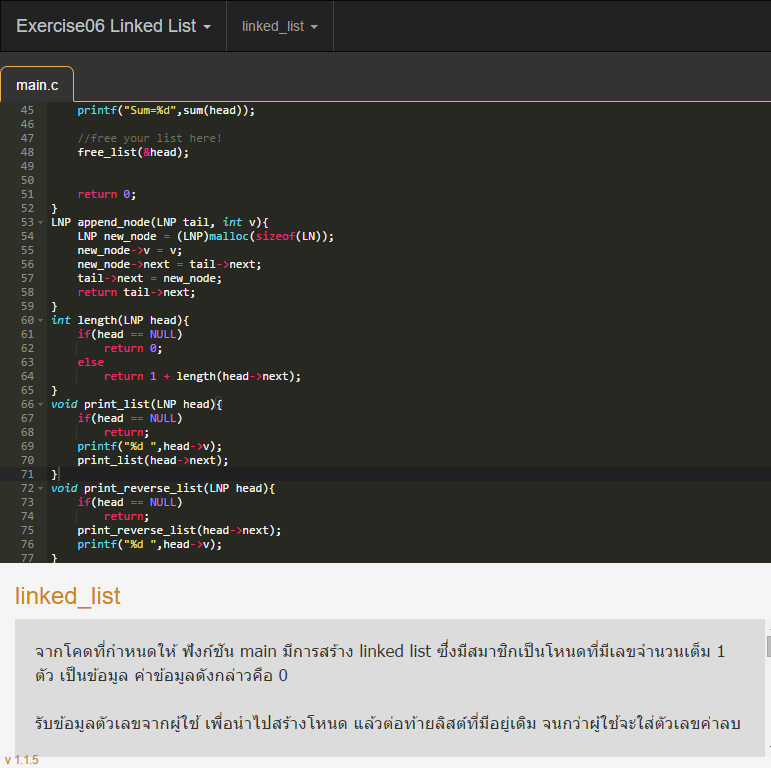 Exercise06 Linked List
linked_list
main.c
45 printf("Sum=%d",sum(head));
46
47 //free your list here!
48 free_list(&head);
49
50
51 return 0;
52 }
53 LNP append_node(LNP tail, int v){
54 LNP new_node = (LNP)malloc(sizeof(LN));
55 new_node->v = v;
56 new_node->next = tail->next;
57 tail->next = new_node;
58 return tail->next;
59 }
60 int length(LNP head){
61 if(head == NULL)
62 return 0;
63 else
64 return 1 + length(head->next);
65 }
66 void print_list(LNP head){
67 if(head == NULL)
68 return;
69 printf("%d ",head->v);
70 print_list(head->next);
71 }
72 void print_reverse_list(LNP head){
73 if(head == NULL)
74 return;
75 print_reverse_list(head->next);
76 printf("%d ",head->v);
77 }
linked_list
จากโคดที่กำหนดให้ ฟังก์ชัน main มีการสร้าง linked list ซึ่งมีสมาชิกเป็นโหนดที่มีเลขจำนวนเต็ม 1
ตัว เป็นข้อมูล ค่าข้อมูลดังกล่าวคือ 0
รับข้อมูลตัวเลขจากผู้ใช้ เพื่อนำไปสร้างโหนด แล้วต่อท้ายลิสต์ที่มีอยู่เดิม จนกว่าผู้ใช้จะใส่ตัวเลขค่าลบ
v 1.1.5